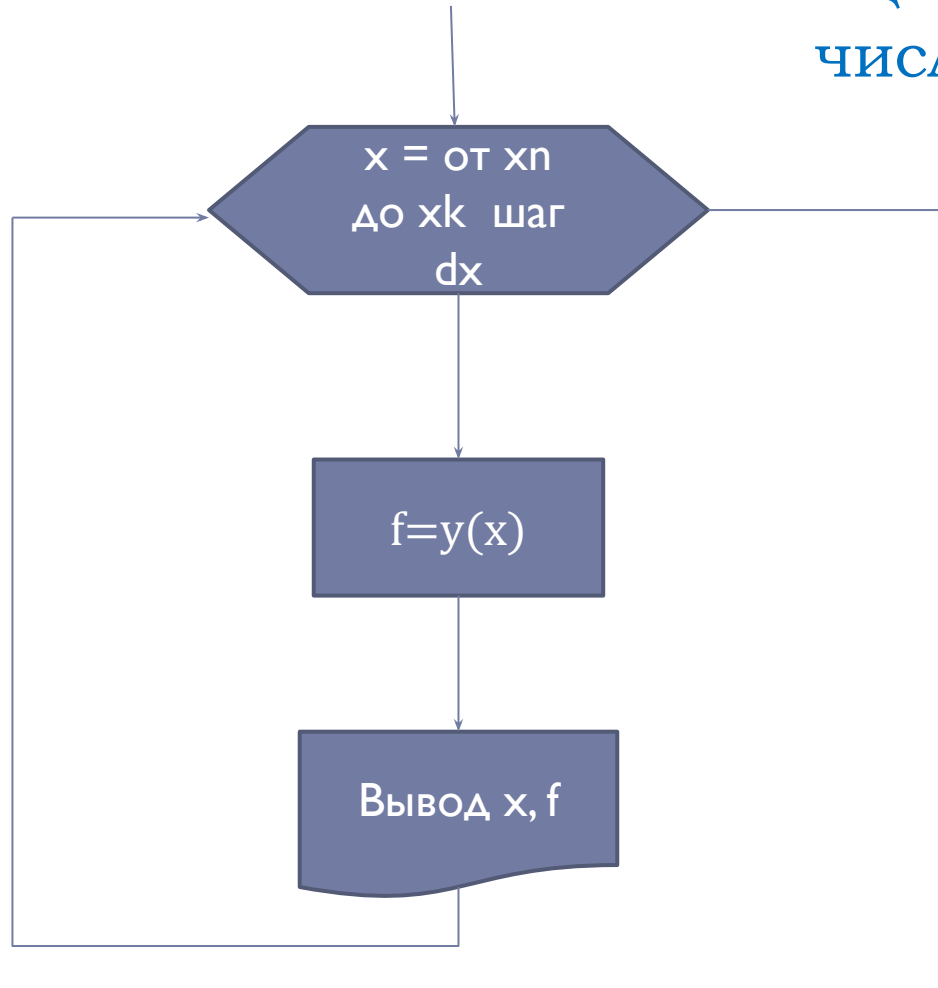 x = от xn
до xk шаг
dx
f=y(x)
Вывод x, f